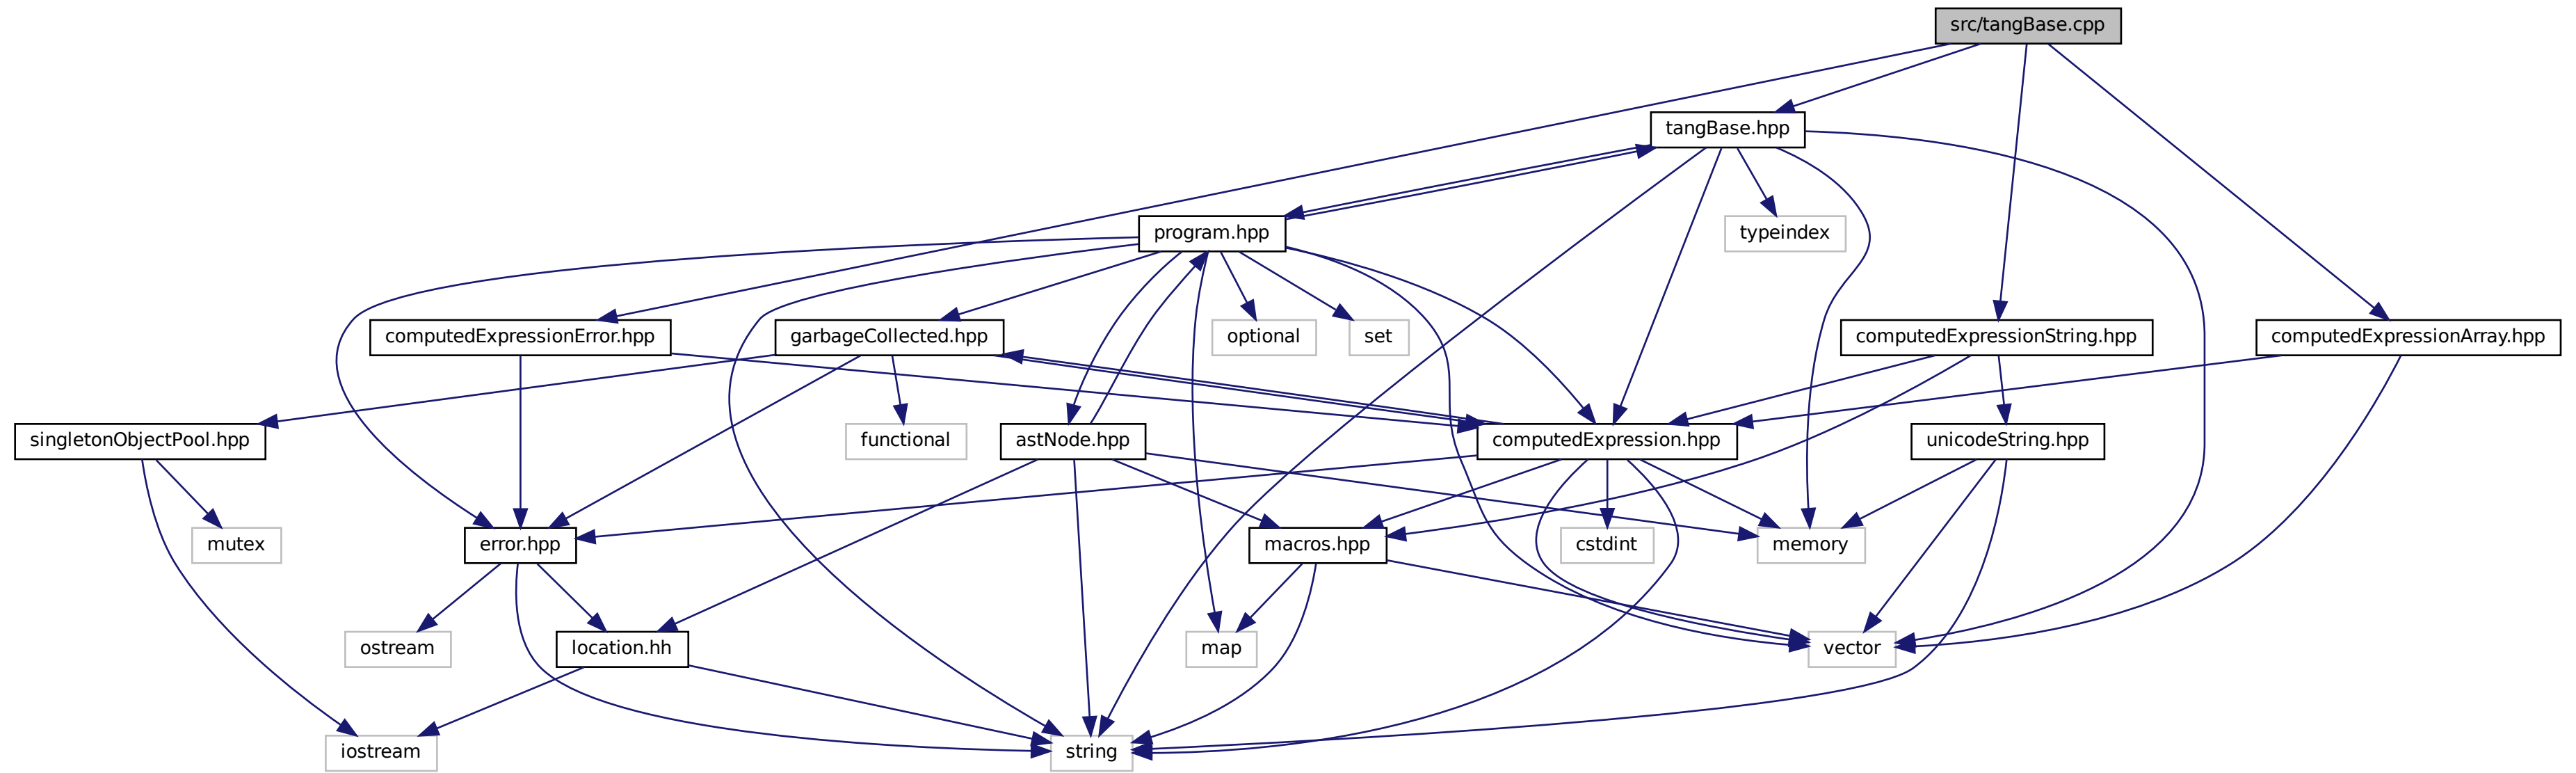 src/tangBase.cpp
tangBase.hpp
program.hpp
typeindex
computedExpressionError.hpp
garbageCollected.hpp
optional
set
computedExpressionString.hpp
computedExpressionArray.hpp
singletonObjectPool.hpp
functional
astNode.hpp
computedExpression.hpp
unicodeString.hpp
mutex
error.hpp
macros.hpp
cstdint
memory
ostream
location.hh
map
vector
iostream
string